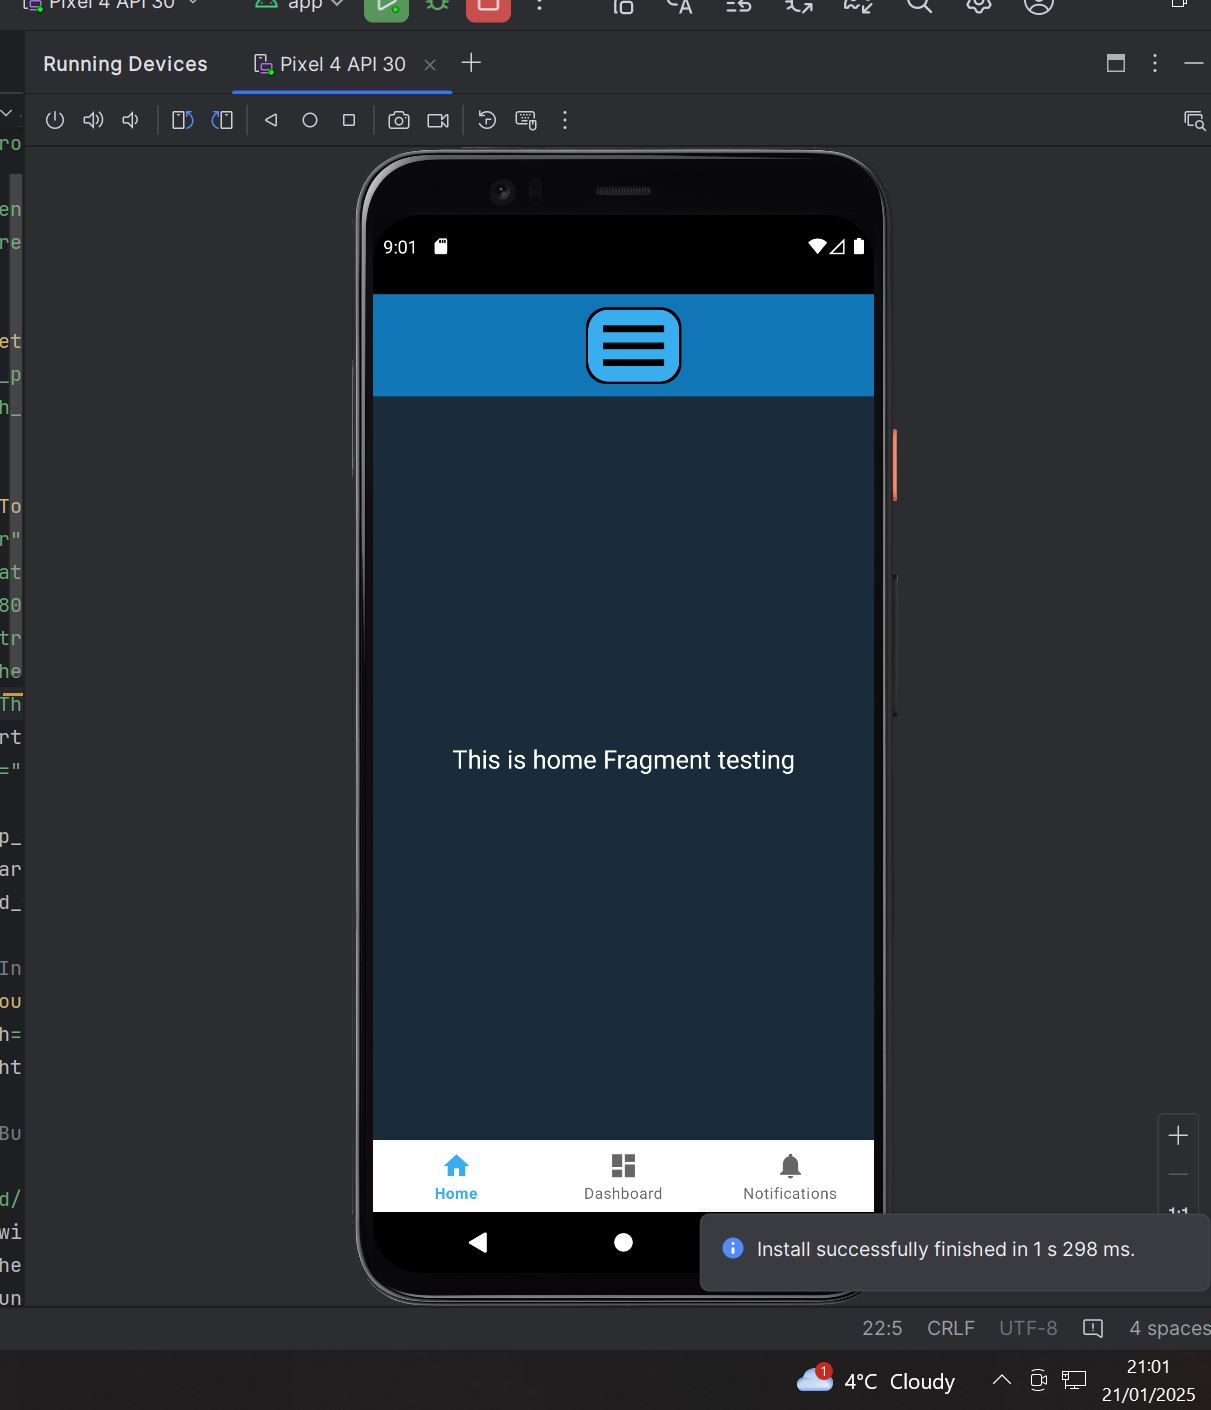 Pixel 4 API 30
app
Running Devices
Pixel 4 API 30
ro
en
re
et
_p
h_
To
r"
at
80
tr
he
Th
rt
="
p_
ar
d_
In
ou
h=
ht
Bu
d/
wi
he
un
9:01
This is home Fragment testing
Home
Dashboard
Notifications
1:1
Install successfully finished in 1 s 298 ms.
22:5 CRLF UTF-8 4 spaces
1
4°C Cloudy
21:01
21/01/2025